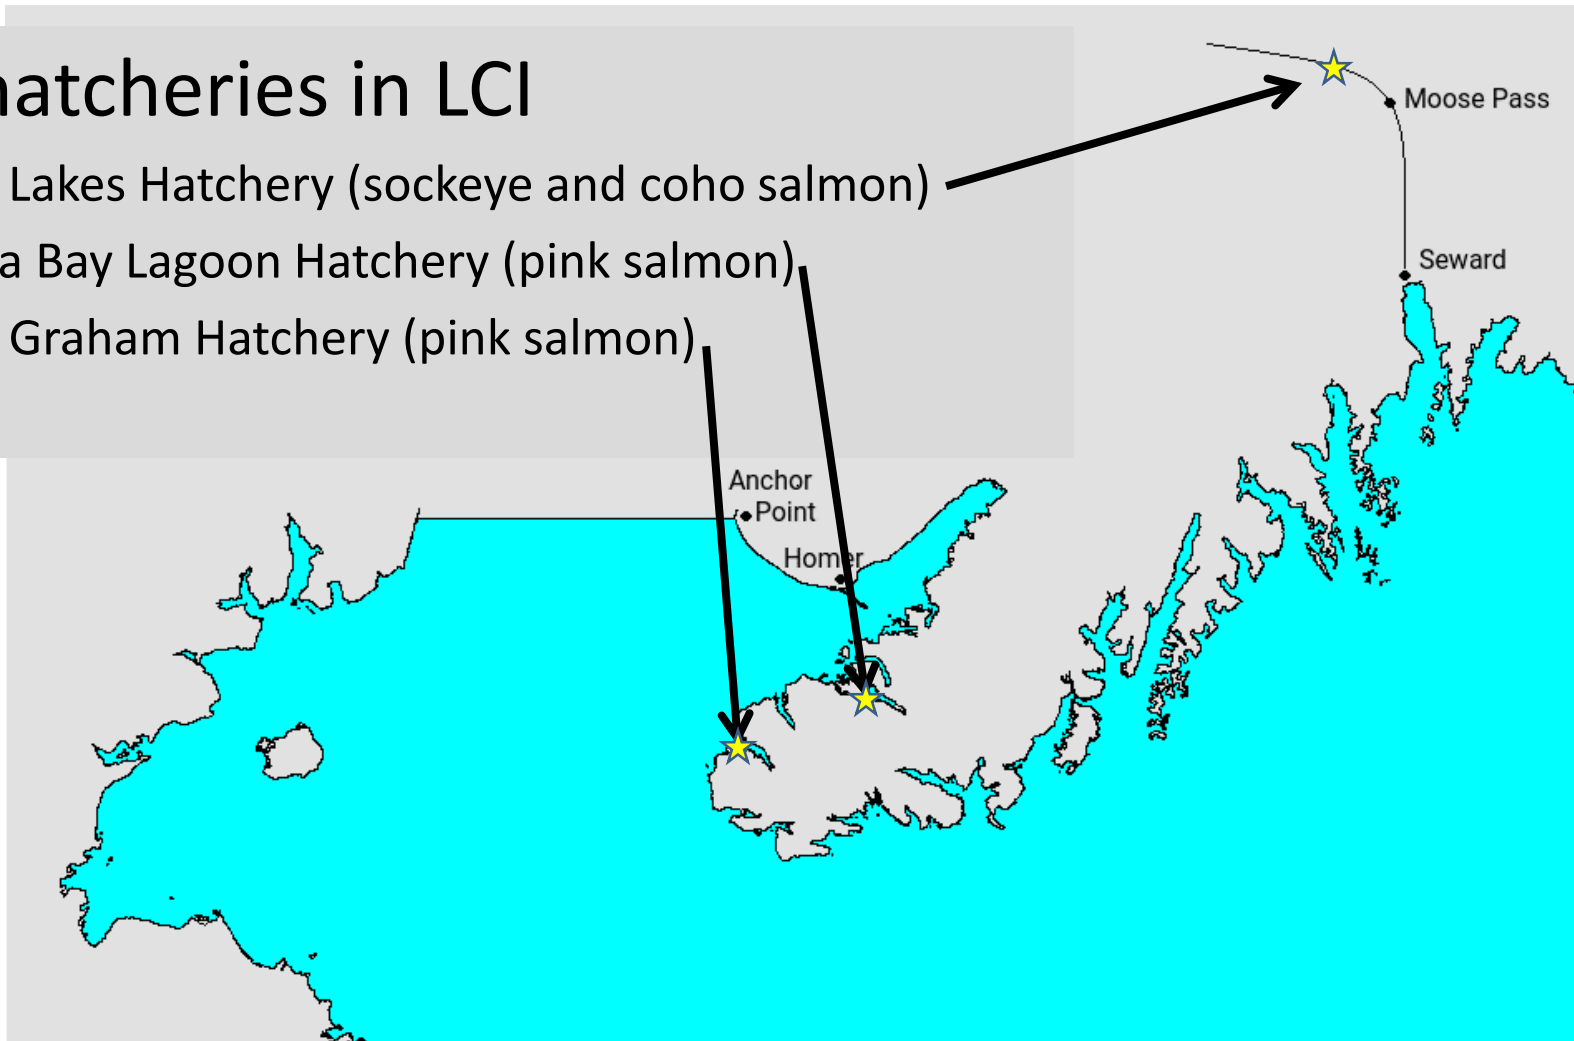 hatcheries in LCI
Lakes Hatchery (sockeye and coho salmon)
a Bay Lagoon Hatchery (pink salmon)
Graham Hatchery (pink salmon)
Moose Pass
Seward
Anchor
Point
Homer